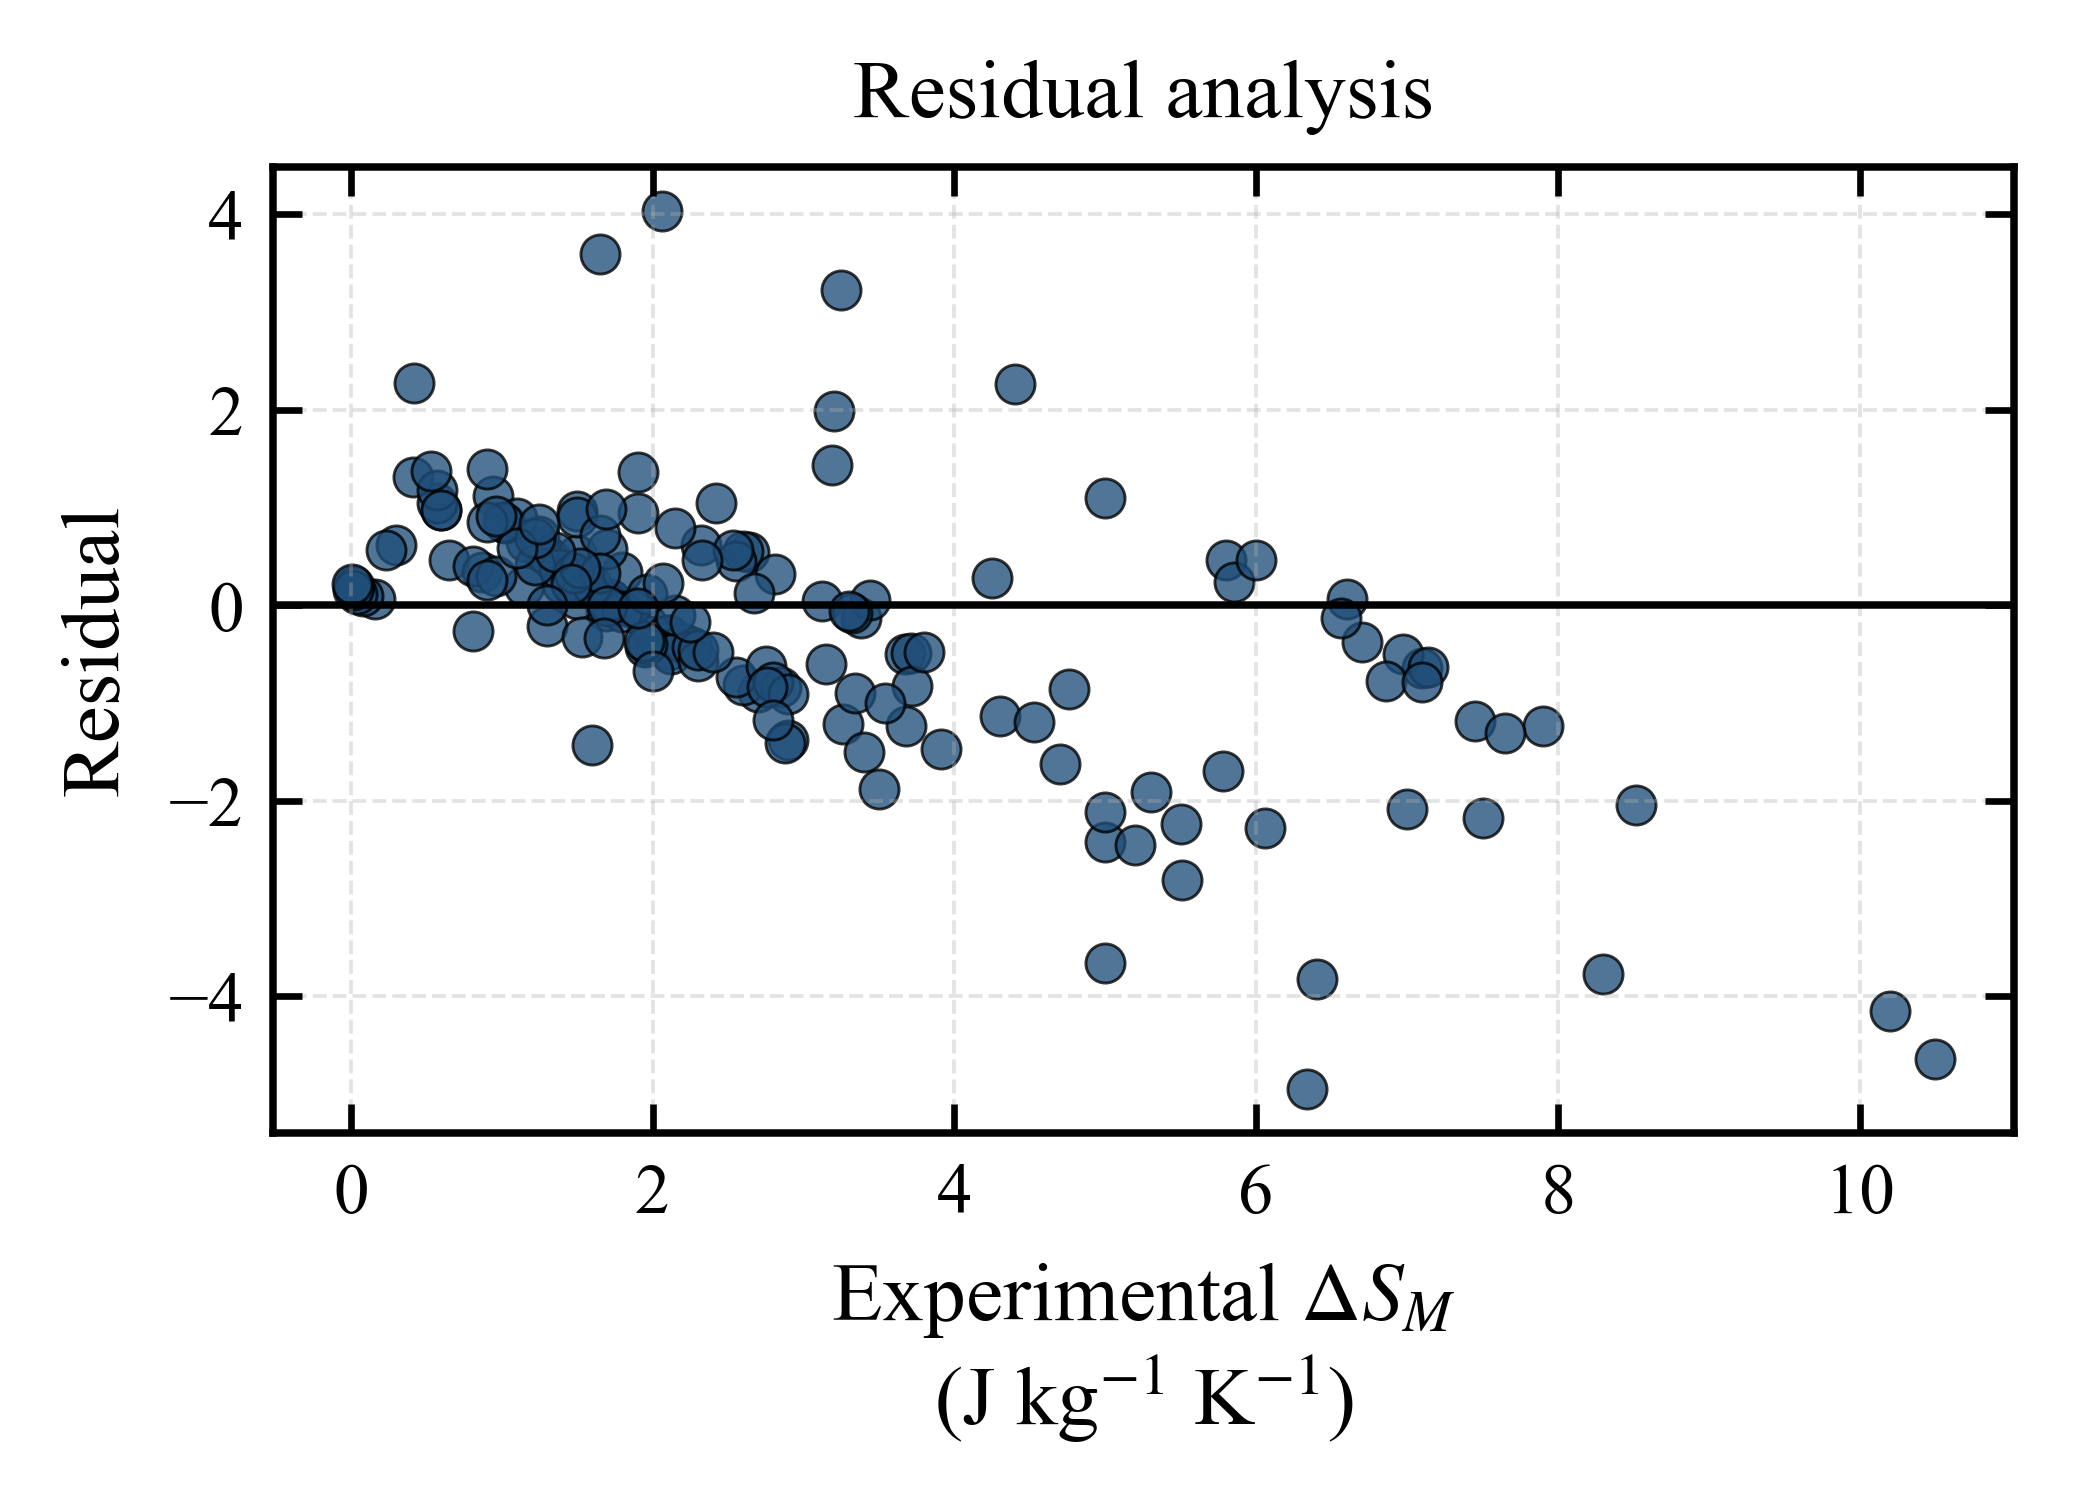 Residual analysis
4
2
0
−2
−4
Residual
0 2 4 6 8 10
Experimental ΔS_M
(J kg⁻¹ K⁻¹)